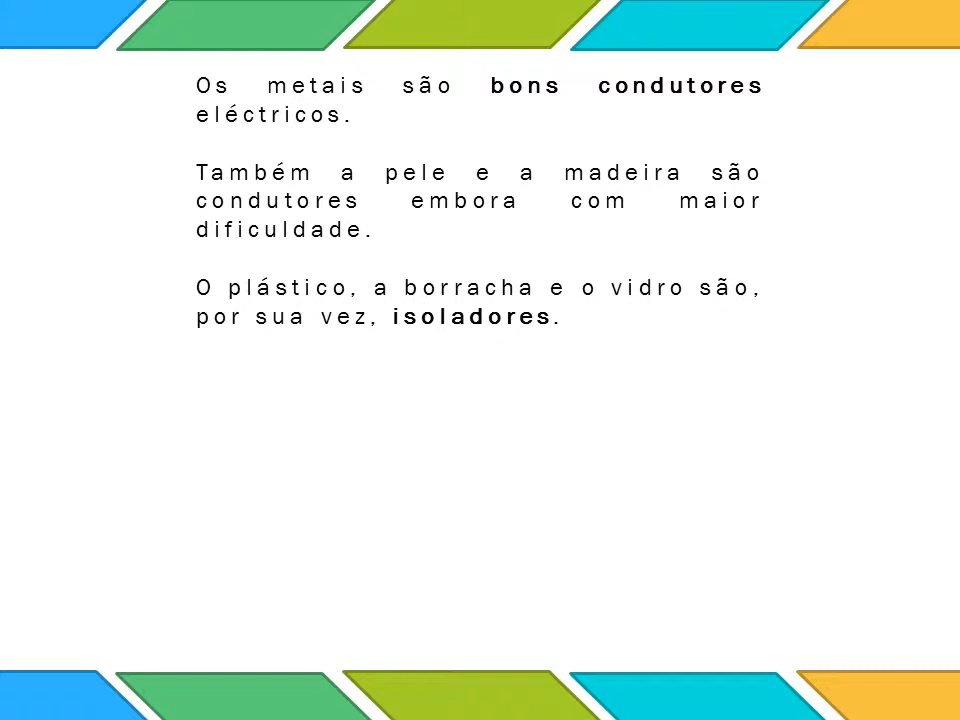 Os metais são bons condutores
eléctricos.
Também a pele e a madeira são
condutores embora com maior
dificuldade.
O plástico, a borracha e o vidro são,
por sua vez, isoladores.